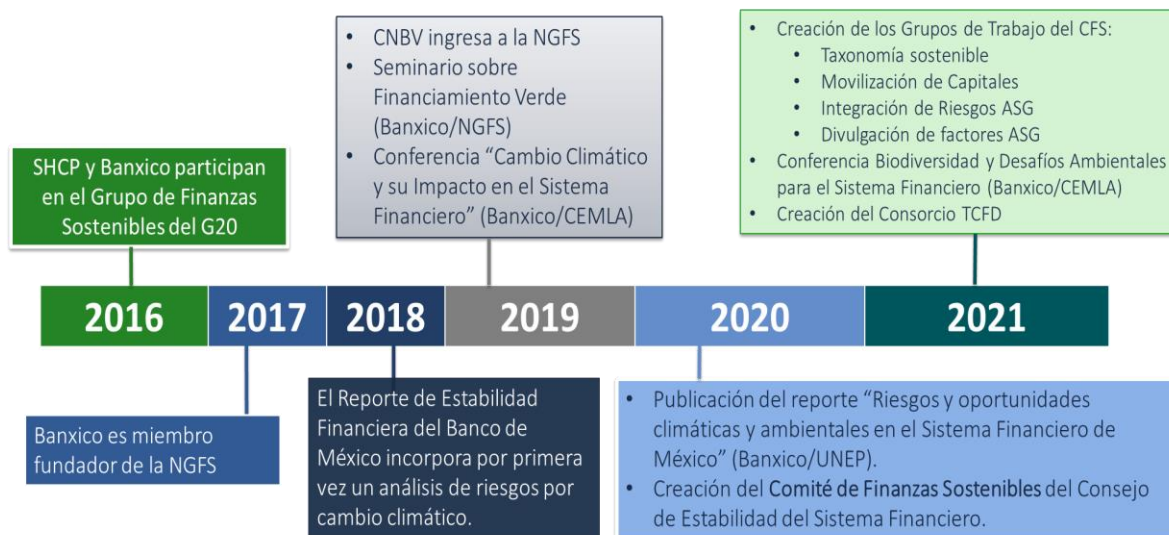 SHCP y Banxico participan
en el Grupo de Finanzas
Sostenibles del G20
• CNBV ingresa a la NGFS
• Seminario sobre
Financiamiento Verde
(Banxico/NGFS)
• Conferencia “Cambio Climático
y su Impacto en el Sistema
Financiero” (Banxico/CEMLA)
• Creación de los Grupos de Trabajo del CFS:
• Taxonomía sostenible
• Movilización de Capitales
• Integración de Riesgos ASG
• Divulgación de factores ASG
• Conferencia Biodiversidad y Desafíos Ambientales
para el Sistema Financiero (Banxico/CEMLA)
• Creación del Consorcio TCFD
2016 2017 2018 2019 2020 2021
Banxico es miembro
fundador de la NGFS
El Reporte de Estabilidad
Financiera del Banco de
México incorpora por primera
vez un análisis de riesgos por
cambio climático.
• Publicación del reporte “Riesgos y oportunidades
climáticas y ambientales en el Sistema Financiero de
México” (Banxico/UNEP).
• Creación del Comité de Finanzas Sostenibles del Consejo
de Estabilidad del Sistema Financiero.